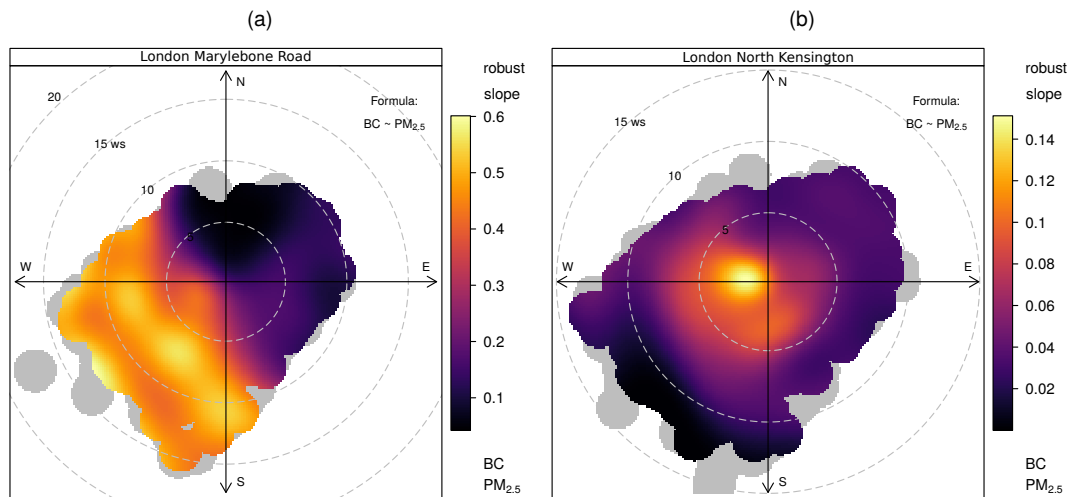 (a)
London Marylebone Road
N
E
S
W
5
10
15 ws
20
Formula:
BC ~ PM2.5
robust
slope
0.6
0.5
0.4
0.3
0.2
0.1
BC
PM2.5
(b)
London North Kensington
N
E
S
W
5
10
15 ws
Formula:
BC ~ PM2.5
robust
slope
0.14
0.12
0.1
0.08
0.06
0.04
0.02
BC
PM2.5